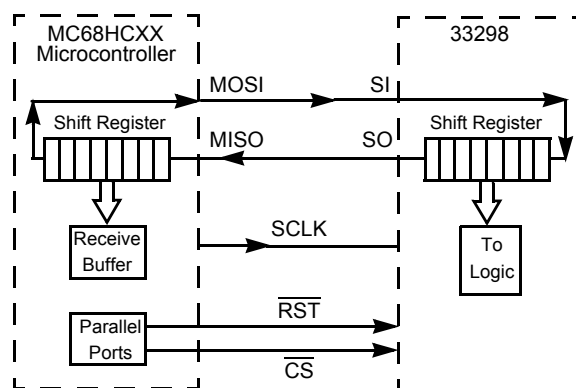 MC68HCXX
Microcontroller
33298
MOSI
SI
Shift Register
Shift Register
MISO
SO
Receive
Buffer
SCLK
To
Logic
Parallel
Ports
RST
CS